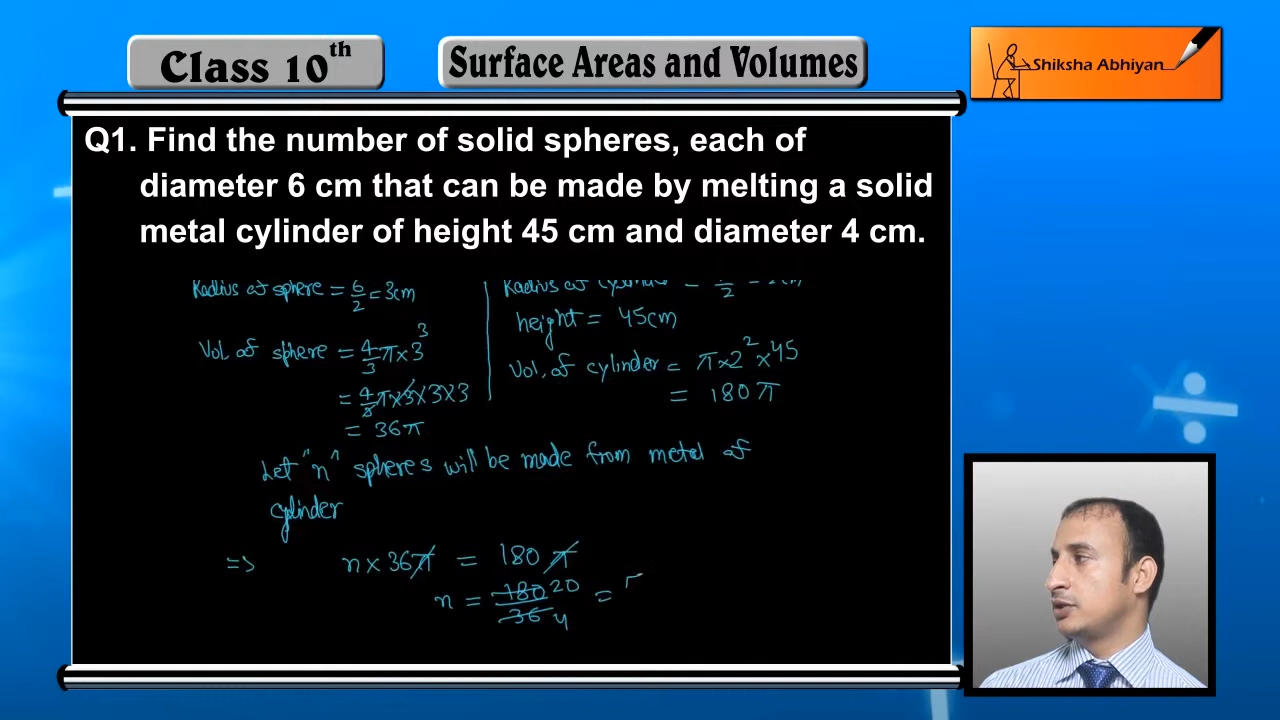 Class 10th
Surface Areas and Volumes
Shiksha Abhiyan
Q1. Find the number of solid spheres, each of
diameter 6 cm that can be made by melting a solid
metal cylinder of height 45 cm and diameter 4 cm.
Radius of sphere = 6/2 = 3cm
Vol. of sphere = 4/3 π × 3³
= 4/3 π × 3 × 3 × 3
= 36π
Radius of cylinder =
height = 45cm
Vol. of cylinder = π × 2² × 45
= 180 π
Let "n" spheres will be made from metal of
cylinder
=> n × 36π = 180 π
n = 180/36 20/4 =